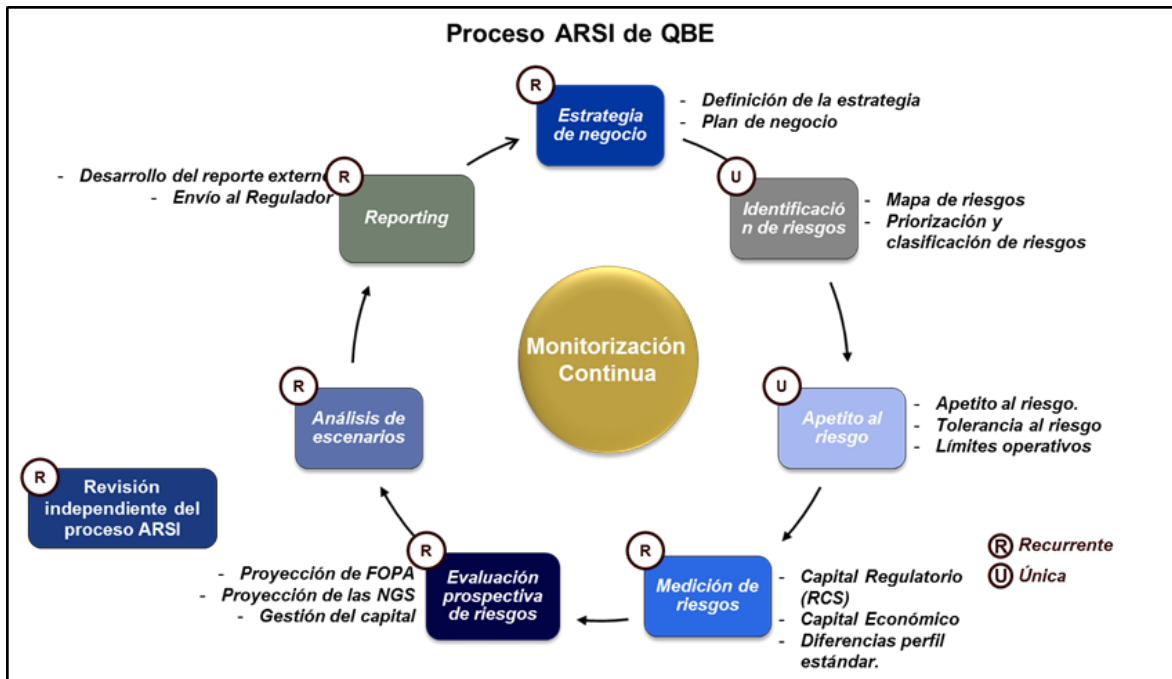 Proceso ARSI de QBE
R
Estrategia
de negocio
- Definición de la estrategia
- Plan de negocio
U
Identificació
n de riesgos
- Mapa de riesgos
- Priorización y
clasificación de riesgos
U
Apetito al
riesgo
- Apetito al riesgo.
- Tolerancia al riesgo
- Límites operativos
R
Medición de
riesgos
- Capital Regulatorio
(RCS)
- Capital Económico
- Diferencias perfil
estándar.
R
Evaluación
prospectiva
de riesgos
- Proyección de FOPA
- Proyección de las NGS
- Gestión del capital
R
Análisis de
escenarios
R
Reporting
- Desarrollo del reporte extern
- Envío al Regulador
Monitorización
Continua
R
Revisión
independiente del
proceso ARSI
R Recurrente
U Única